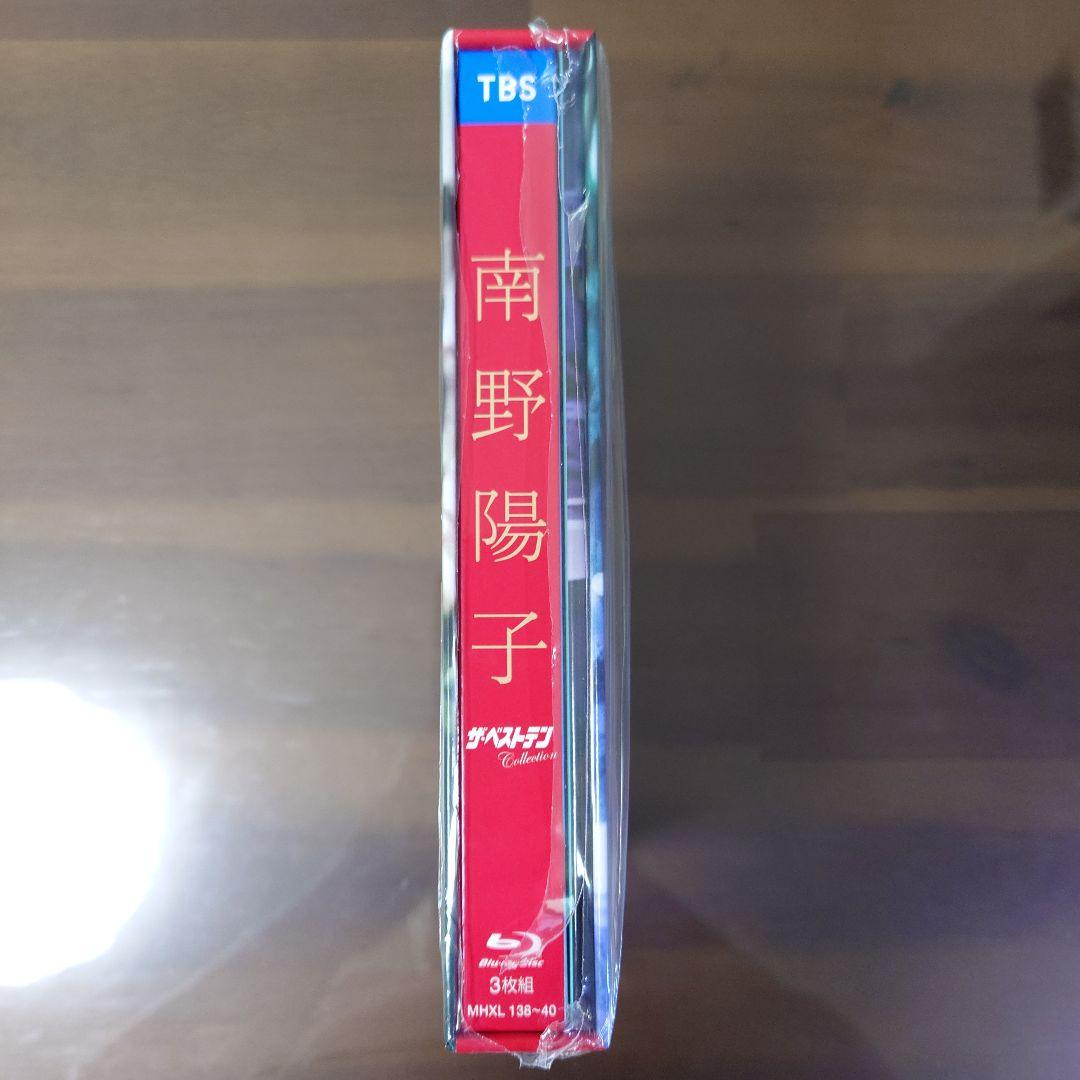 TBS
南野陽子
ザ・ベストテン
Collection
Blu-ray Disc
3枚組
MHXL 138~40